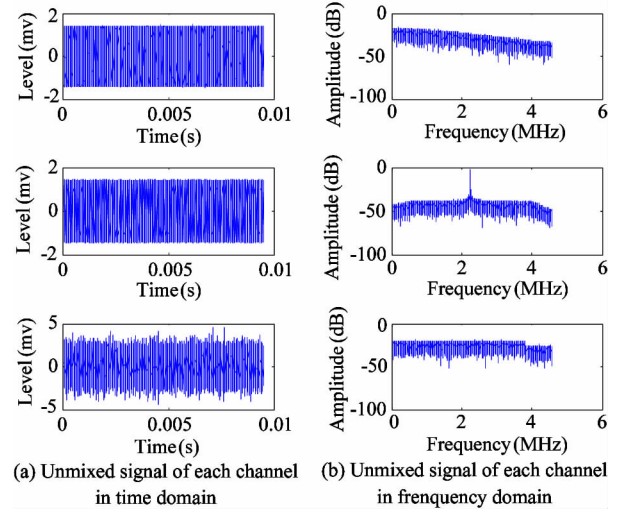 Level (mv)
2
0
-2
0
0.005
0.01
Time(s)
Amplitude (dB)
0
-50
-100
0
2
4
6
Frequency(MHz)
Level (mv)
2
0
-2
0
0.005
0.01
Time(s)
Amplitude (dB)
0
-50
-100
0
2
4
6
Frequency (MHz)
Level (mv)
5
0
-5
0
0.005
0.01
Time(s)
Amplitude (dB)
0
-50
-100
0
2
4
6
Frequency (MHz)
(a) Unmixed signal of each channel
in time domain
(b) Unmixed signal of each channel
in frenquency domain